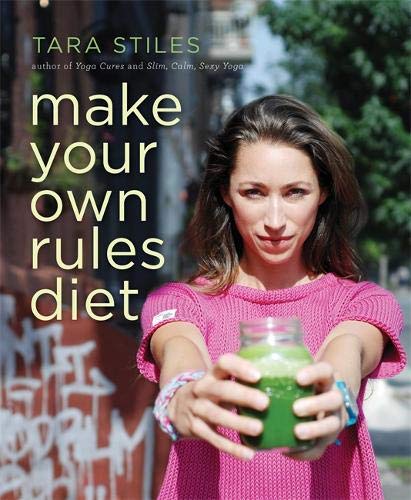 TARA STILES
author of Yoga Cures and Slim, Calm, Sexy Yoga
make
your
own
rules
diet